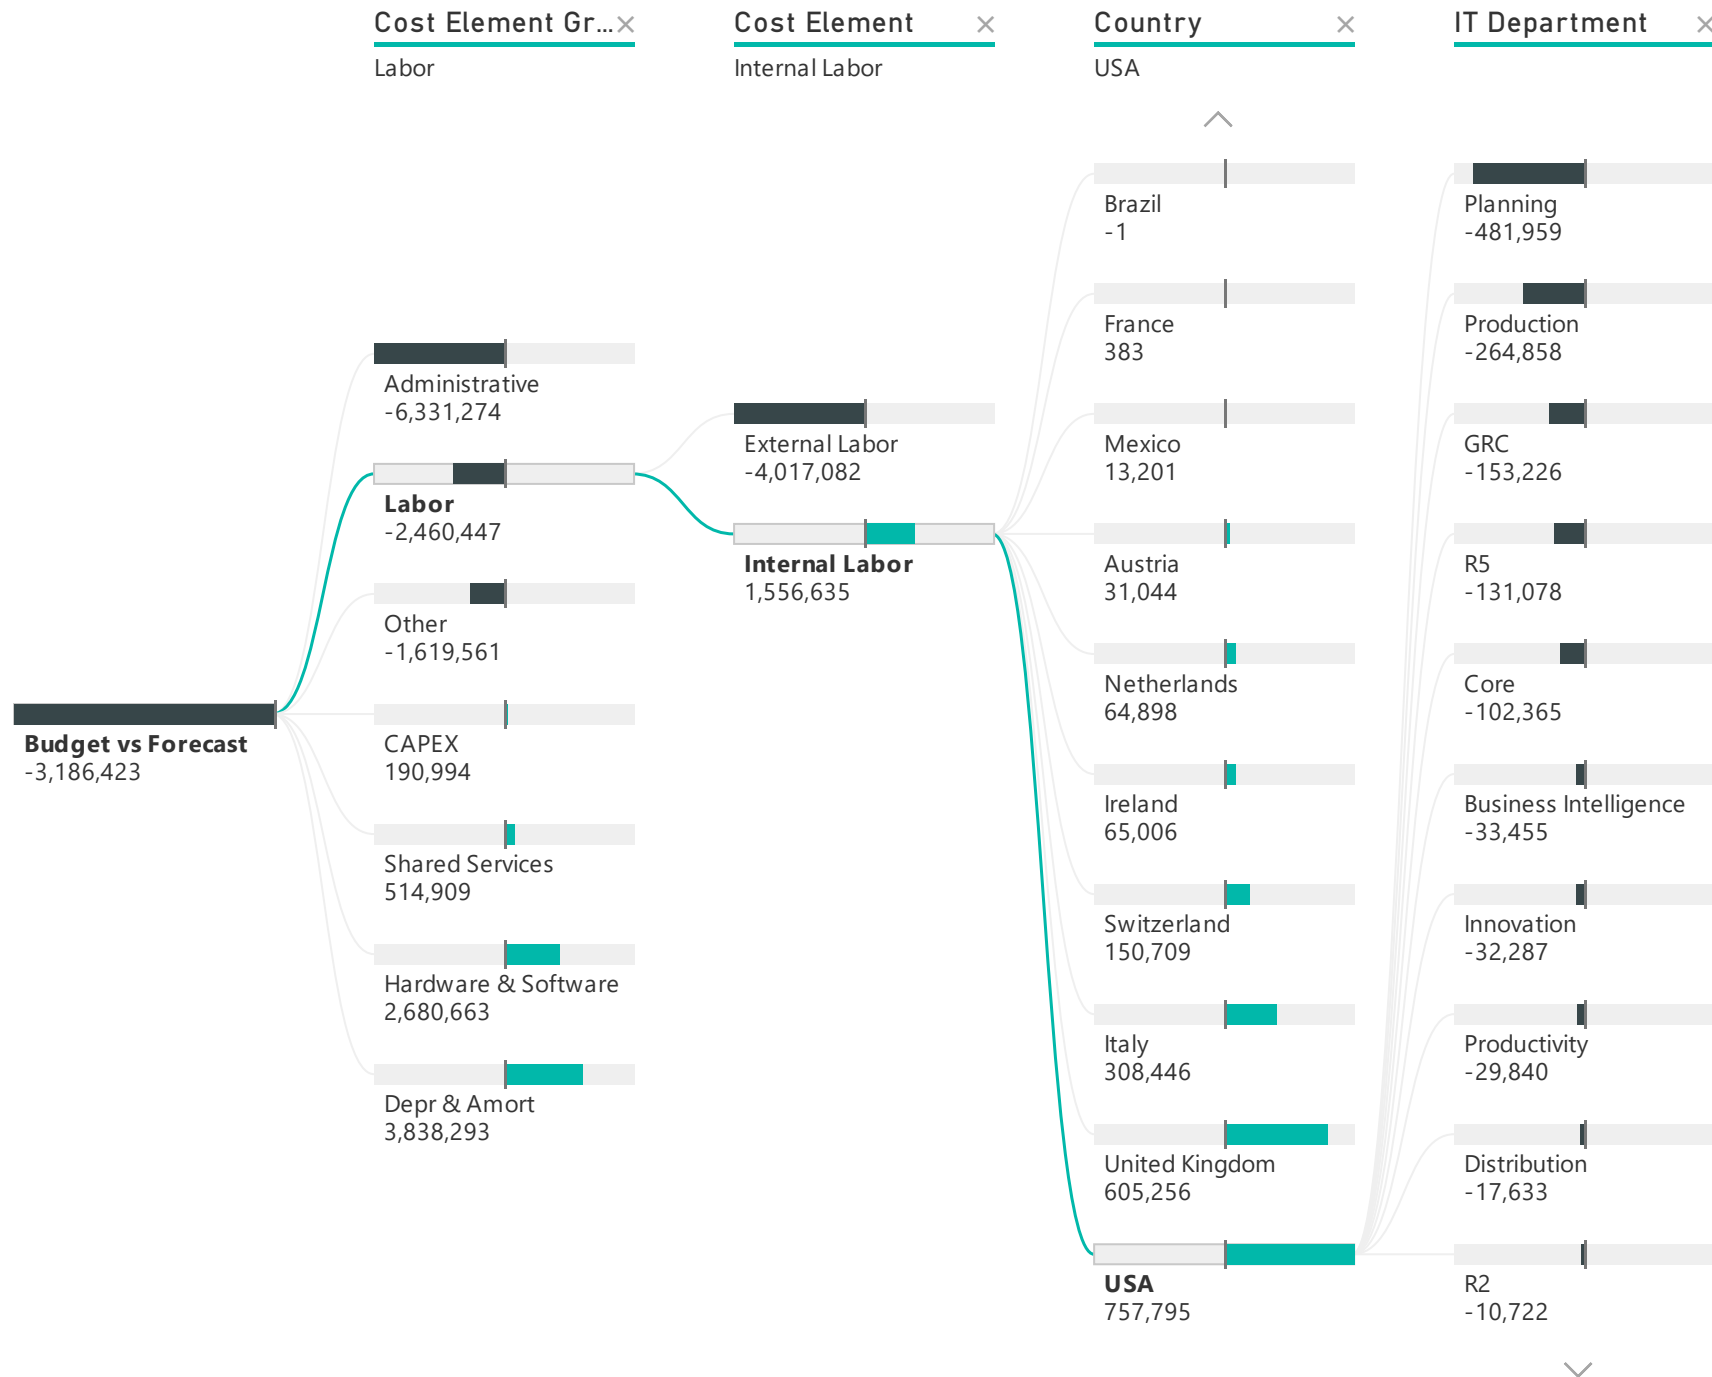 Cost Element Gr...
Labor
Cost Element
Internal Labor
Country
USA
IT Department
Budget vs Forecast
-3,186,423
Administrative
-6,331,274
Labor
-2,460,447
Other
-1,619,561
CAPEX
190,994
Shared Services
514,909
Hardware & Software
2,680,663
Depr & Amort
3,838,293
External Labor
-4,017,082
Internal Labor
1,556,635
Brazil
-1
France
383
Mexico
13,201
Austria
31,044
Netherlands
64,898
Ireland
65,006
Switzerland
150,709
Italy
308,446
United Kingdom
605,256
USA
757,795
Planning
-481,959
Production
-264,858
GRC
-153,226
R5
-131,078
Core
-102,365
Business Intelligence
-33,455
Innovation
-32,287
Productivity
-29,840
Distribution
-17,633
R2
-10,722